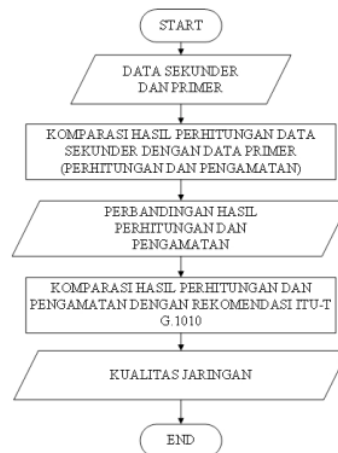 START
DATA SEKUNDER
DAN PRIMER
KOMPARASI HASIL PERHITUNGAN DATA
SEKUNDER DENGAN DATA PRIMER
(PERHITUNGAN DAN PENGAMATAN)
PERBANDINGAN HASIL
PERHITUNGAN DAN
PENGAMATAN
KOMPARASI HASIL PERHITUNGAN DAN
PENGAMATAN DENGAN REKOMENDASI ITU-T
G.1010
KUALITAS JARINGAN
END